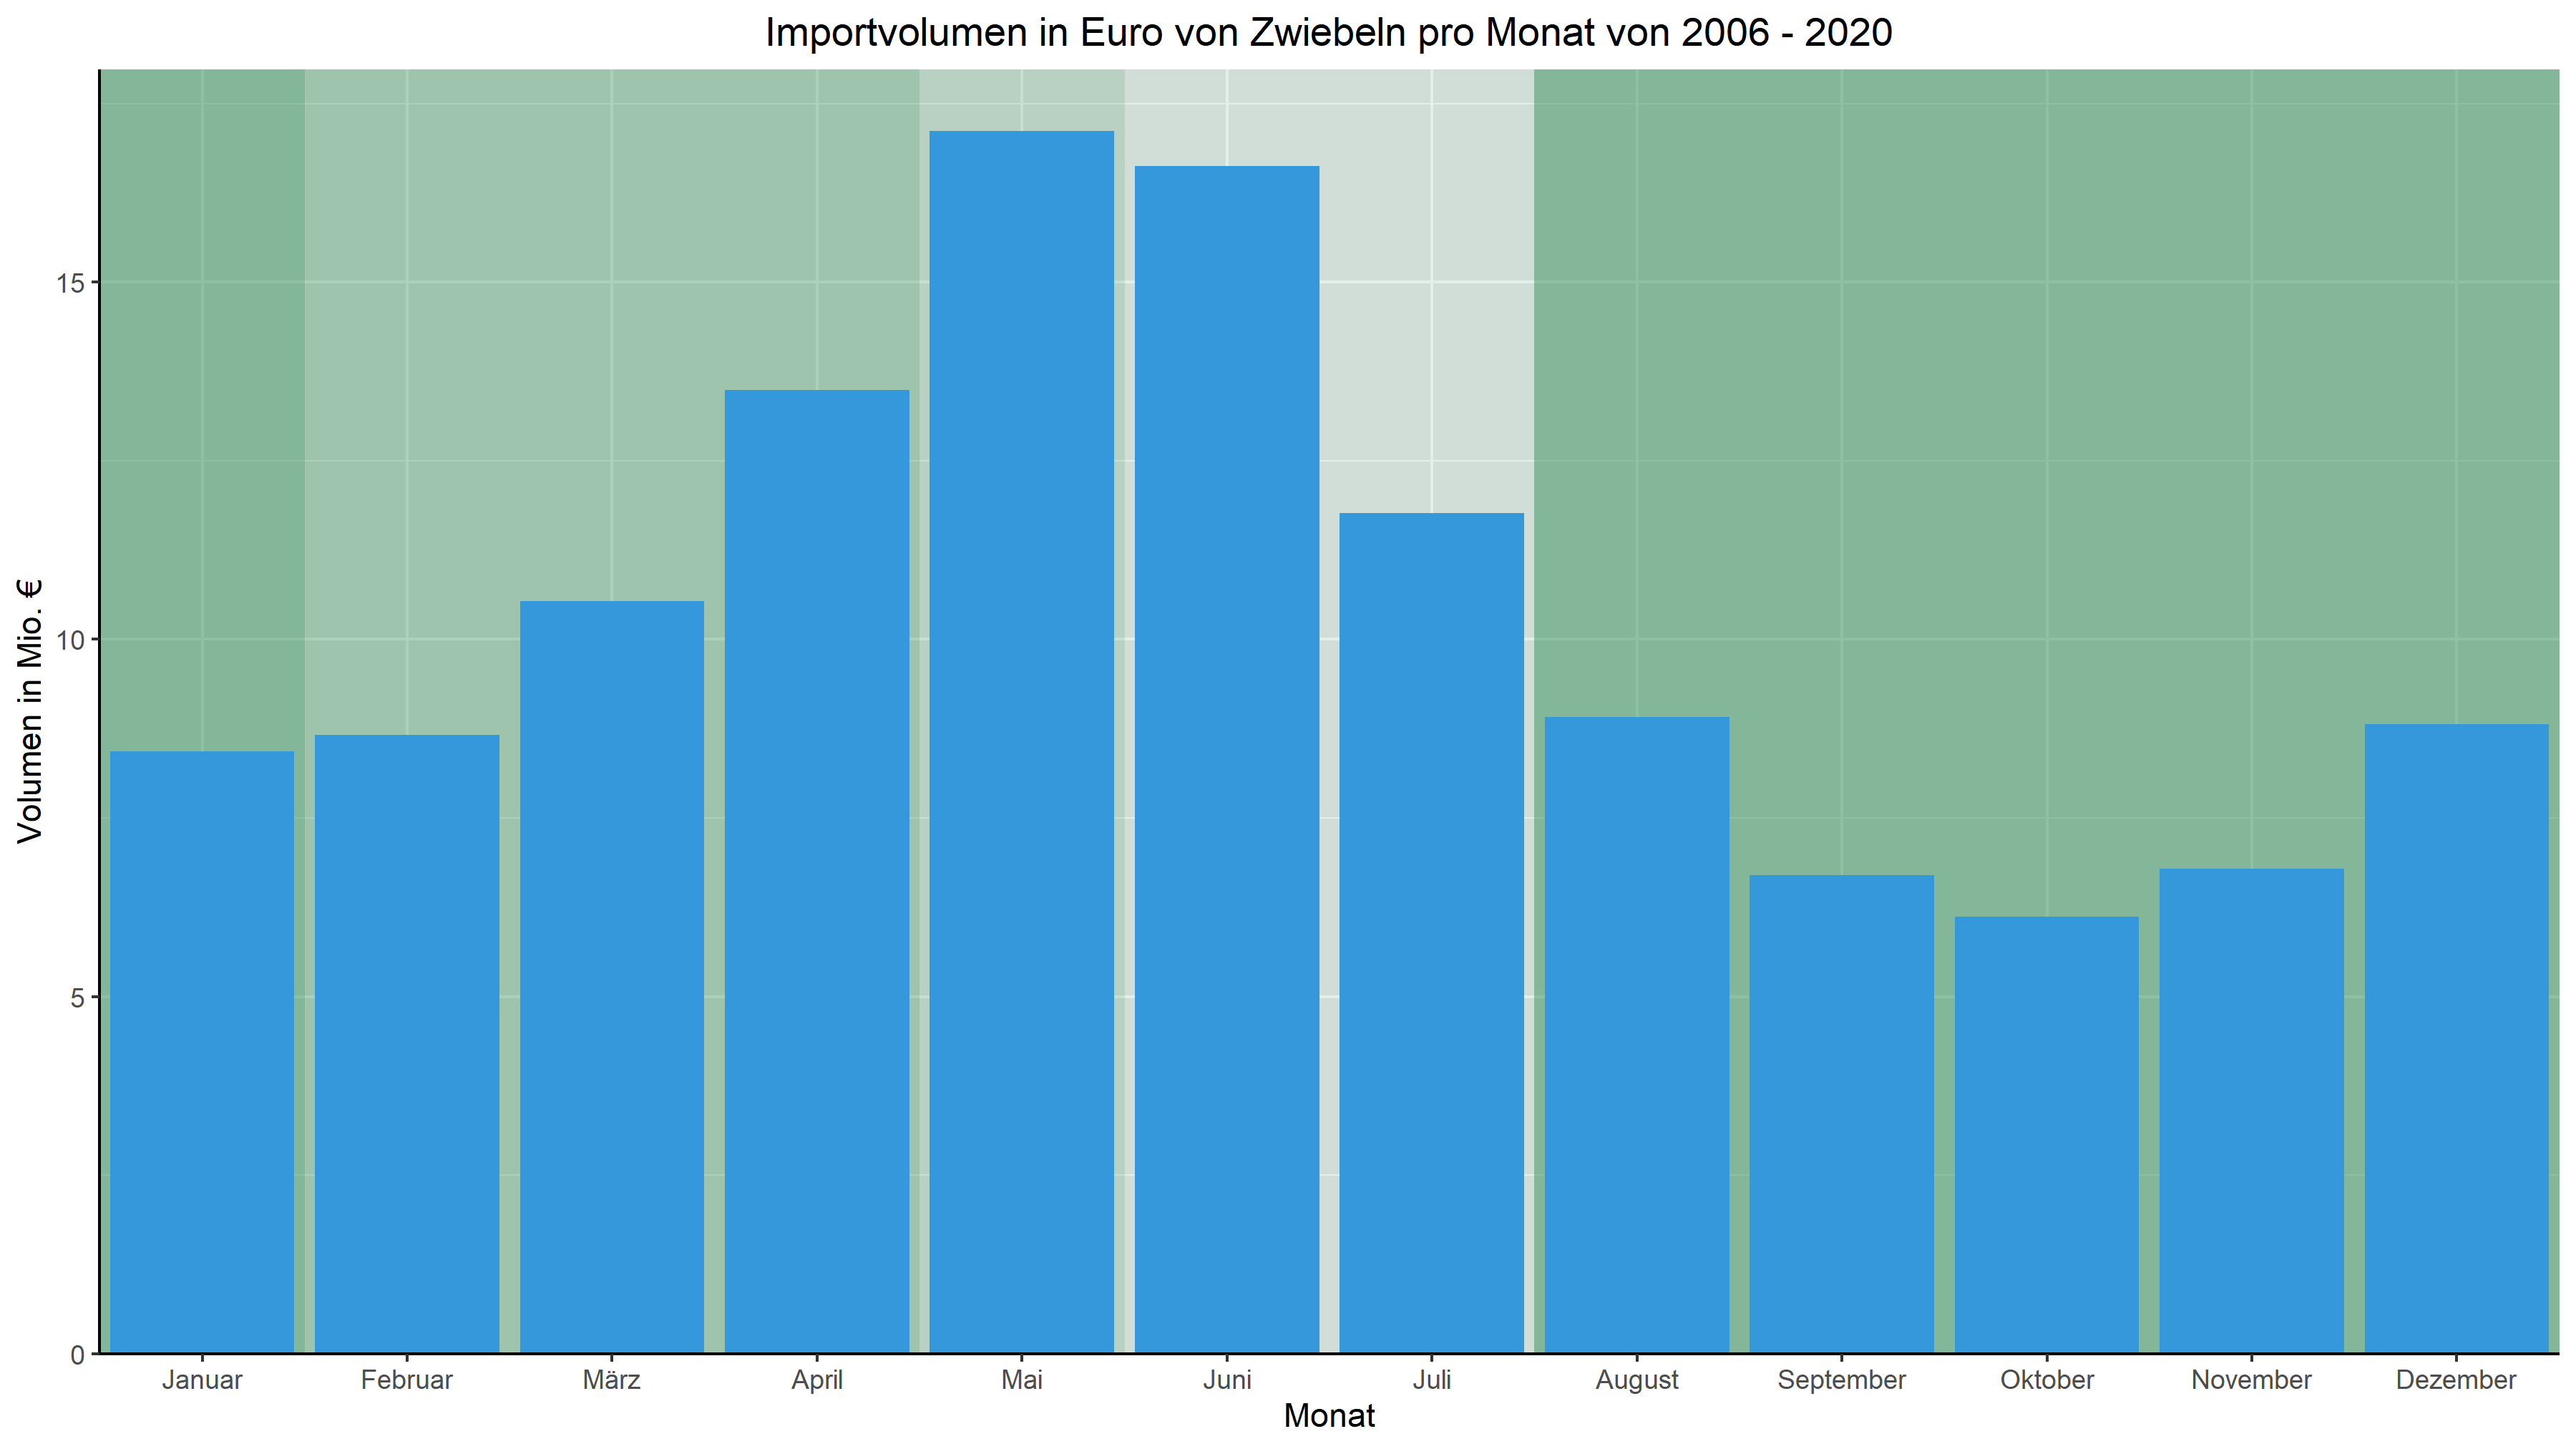 Importvolumen in Euro von Zwiebeln pro Monat von 2006 - 2020
Volumen in Mio. €
15
10
5
0
Januar Februar März April Mai Juni Juli August September Oktober November Dezember
Monat